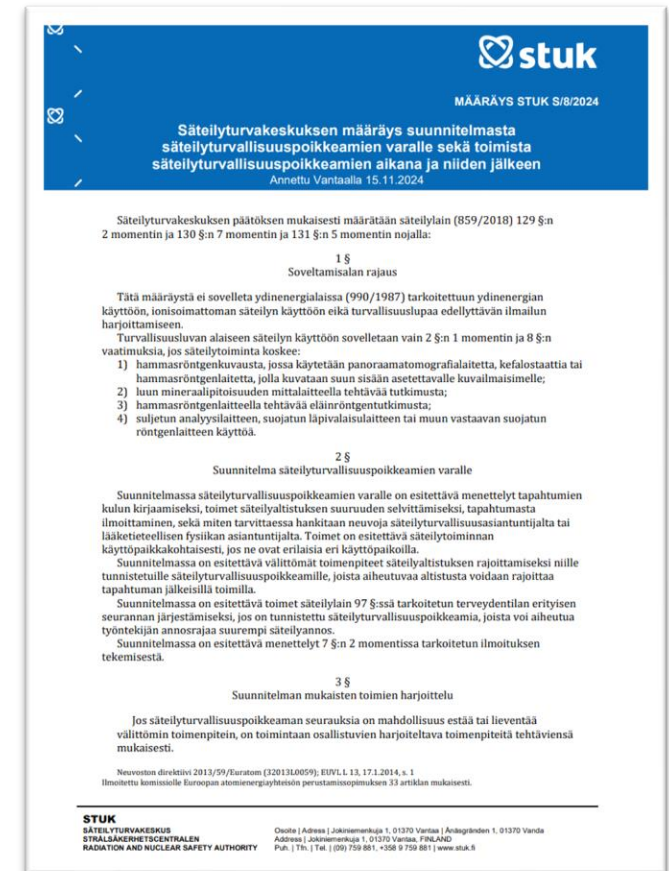 stuk
MÄÄRÄYS STUK S/8/2024
Säteilyturvakeskuksen määräys suunnitelmasta
säteilyturvallisuuspoikkeamien varalle sekä toimista
säteilyturvallisuuspoikkeamien aikana ja niiden jälkeen
Annettu Vantaalla 15.11.2024
Säteilyturvakeskuksen päätöksen mukaisesti määrätään säteilylain (859/2018) 129 §:n
2 momentin ja 130 §:n 7 momentin ja 131 §:n 5 momentin nojalla:
1 §
Soveltamisalan rajaus
Tätä määräystä ei sovelleta ydinenergialaissa (990/1987) tarkoitettuun ydinenergian
käyttöön, ionisoimattoman säteilyn käyttöön eikä turvallisuuslupaa edellyttävän ilmailun
harjoittamiseen.
Turvallisuusluvan alaiseen säteilyn käyttöön sovelletaan vain 2 §:n 1 momentin ja 8 §:n
vaatimuksia, jos säteilytoiminta koskee:
1) hammasröntgenkuvausta, jossa käytetään panoraamatomografialaitetta, kefalostaattia tai
hammasröntgenlaitetta, jolla kuvataan suun sisään asetettavalle kuvailmaisimelle;
2) luun mineraalipitoisuuden mittalaitteella tehtävää tutkimusta;
3) hammasröntgenlaitteella tehtävää eläinröntgentutkimusta;
4) suljetun analyysilaitteen, suojatun läpivalaisulaitteen tai muun vastaavan suojatun
röntgenlaitteen käyttöä.
2 §
Suunnitelma säteilyturvallisuuspoikkeamien varalle
Suunnitelmassa säteilyturvallisuuspoikkeamien varalle on esitettävä menettelyt tapahtumien
kulun kirjaamiseksi, toimet säteilyaltistuksen suuruuden selvittämiseksi, tapahtumasta
ilmoittaminen, sekä miten tarvittaessa hankitaan neuvoja säteilyturvallisuusasiantuntijalta tai
lääketieteellisen fysiikan asiantuntijalta. Toimet on esitettävä säteilytoiminnan
käyttöpaikkakohtaisesti, jos ne ovat erilaisia eri käyttöpaikoilla.
Suunnitelmassa on esitettävä välittömät toimenpiteet säteilyaltistuksen rajoittamiseksi niille
tunnistetuille säteilyturvallisuuspoikkeamille, joista aiheutuvaa altistusta voidaan rajoittaa
tapahtuman jälkeisillä toimilla.
Suunnitelmassa on esitettävä toimet säteilylain 97 §:ssä tarkoitetun terveydentilan erityisen
seurannan järjestämiseksi, jos on tunnistettu säteilyturvallisuuspoikkeamia, joista voi aiheutua
työntekijän annosrajaa suurempi säteilyannos.
Suunnitelmassa on esitettävä menettelyt 7 §:n 2 momentissa tarkoitetun ilmoituksen
tekemisestä.
3 §
Suunnitelman mukaisten toimien harjoittelu
Jos säteilyturvallisuuspoikkeaman seurauksia on mahdollisuus estää tai lieventää
välittömin toimenpitein, on toimintaan osallistuvien harjoiteltava toimenpiteitä tehtäviensä
mukaisesti.
Neuvoston direktiivi 2013/59/Euratom (32013L0059); EUVL L 13, 17.1.2014, s. 1
Ilmoitettu komissiolle Euroopan atomienergiayhteisön perustamissopimuksen 33 artiklan mukaisesti.
STUK
SÄTEILYTURVAKESKUS
STRÅLSÄKERHETSCENTRALEN
RADIATION AND NUCLEAR SAFETY AUTHORITY
Osoite | Adress | Jokiniemenkuja 1, 01370 Vantaa | Ånäsgränden 1, 01370 Vanda
Address | Jokiniemenkuja 1, 01370 Vantaa, FINLAND
Puh. | Tfn. | Tel. | (09) 759 881, +358 9 759 881 | www.stuk.fi